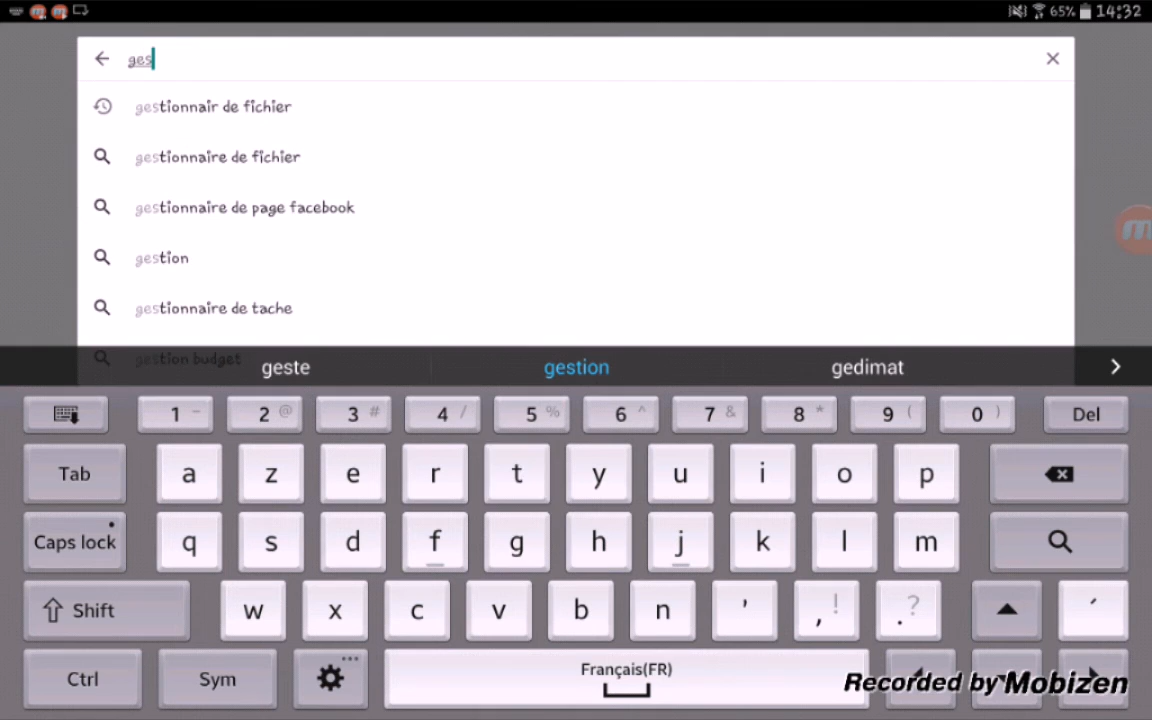 65% 14:32
ges
gestionnair de fichier
gestionnaire de fichier
gestionnaire de page facebook
gestion
gestionnaire de tache
gestion budget
geste gestion gedimat
1 - 2 @ 3 # 4 / 5 % 6 ^ 7 & 8 * 9 ( 0 ) Del
Tab a z e r t y u i o p
Caps lock q s d f g h j k l m
Shift w x c v b n ' , ! . ? ´
Ctrl Sym Français(FR)
Recorded by Mobizen